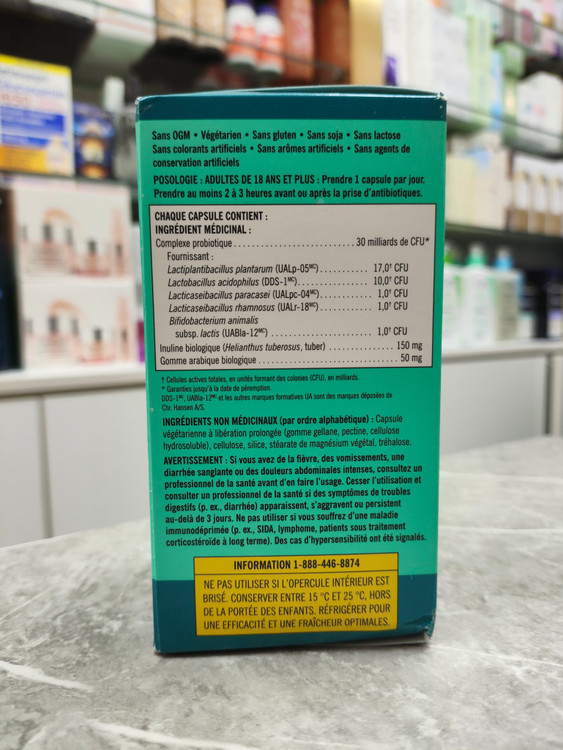 Sans OGM • Végétarien • Sans gluten • Sans soja • Sans lactose
Sans colorants artificiels • Sans arômes artificiels • Sans agents de
conservation artificiels
POSOLOGIE : ADULTES DE 18 ANS ET PLUS : Prendre 1 capsule par jour.
Prendre au moins 2 à 3 heures avant ou après la prise d'antibiotiques.
CHAQUE CAPSULE CONTIENT :
INGRÉDIENT MÉDICINAL :
Complexe probiotique........................30 milliards de CFU*
Fournissant :
Lactiplantibacillus plantarum (UALp-05ᴹᶜ)........... 17,0† CFU
Lactobacillus acidophilus (DDS-1ᴹᶜ)................. 10,0† CFU
Lacticaseibacillus paracasei (UALpc-04ᴹᶜ)........... 1,0† CFU
Lacticaseibacillus rhamnosus (UALr-18ᴹᶜ)........... 1,0† CFU
Bifidobacterium animalis
subsp. lactis (UABla-12ᴹᶜ)......................... 1,0† CFU
Inuline biologique (Helianthus tuberosus, tuber) ................ 150 mg
Gomme arabique biologique ................................ 50 mg
† Cellules actives totales, en unités formant des colonies (CFU), en milliards.
* Garanties jusqu'à la date de péremption.
DDS-1ᴹᶜ, UABla-12ᴹᶜ et les autres marques formatives UA sont des marques déposées de
Chr. Hansen A/S.
INGRÉDIENTS NON MÉDICINAUX (par ordre alphabétique) : Capsule
végétarienne à libération prolongée (gomme gellane, pectine, cellulose
hydrosoluble), cellulose, silice, stéarate de magnésium végétal, tréhalose.
AVERTISSEMENT : Si vous avez de la fièvre, des vomissements, une
diarrhée sanglante ou des douleurs abdominales intenses, consultez un
professionnel de la santé avant d'en faire l'usage. Cesser l'utilisation et
consulter un professionnel de la santé si des symptômes de troubles
digestifs (p. ex., diarrhée) apparaissent, s'aggravent ou persistent
au-delà de 3 jours. Ne pas utiliser si vous souffrez d'une maladie
immunodéprimée (p. ex., SIDA, lymphome, patients sous traitement
corticostéroïde à long terme). Des cas d'hypersensibilité ont été signalés.
INFORMATION 1-888-446-8874
NE PAS UTILISER SI L'OPERCULE INTÉRIEUR EST
BRISÉ. CONSERVER ENTRE 15 °C ET 25 °C, HORS
DE LA PORTÉE DES ENFANTS. RÉFRIGÉRER POUR
UNE EFFICACITÉ ET UNE FRAÎCHEUR OPTIMALES.